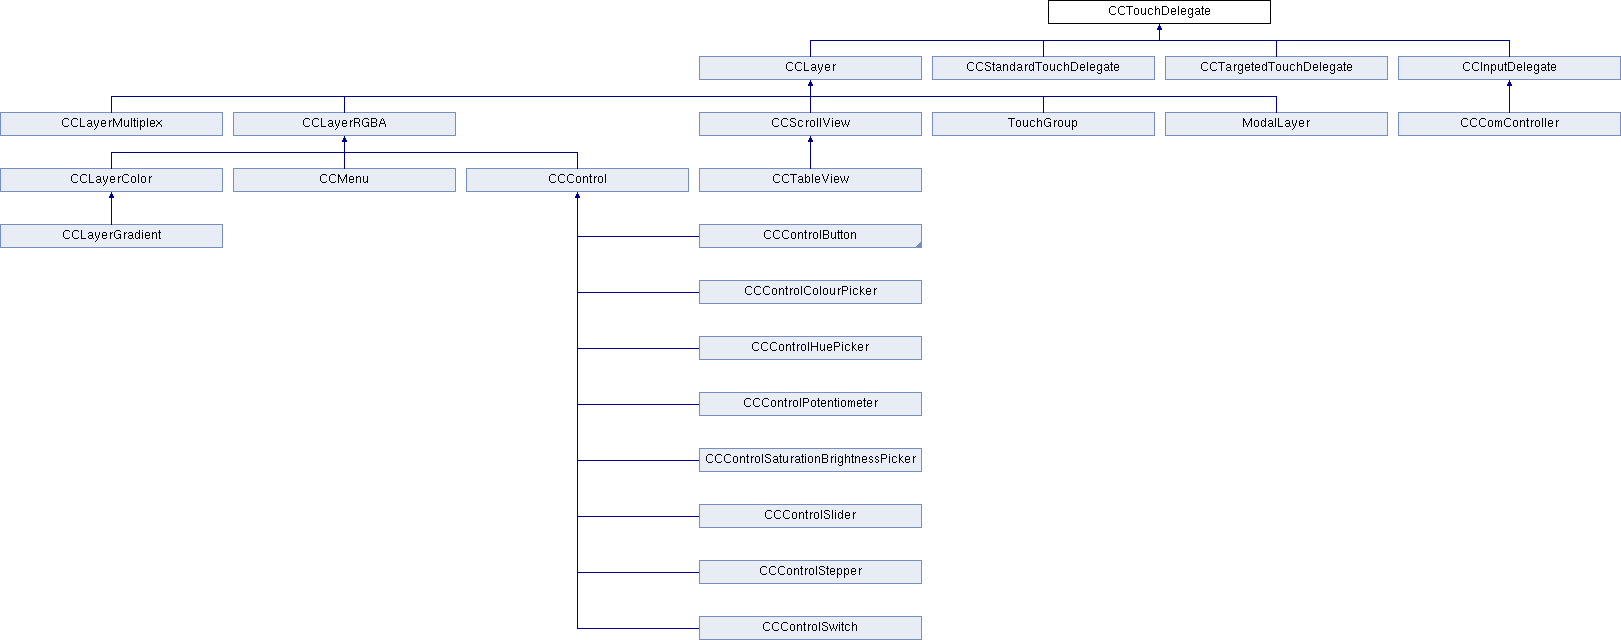 CCTouchDelegate
CCLayer
CCStandardTouchDelegate
CCTargetedTouchDelegate
CCInputDelegate
CCLayerMultiplex
CCLayerRGBA
CCScrollView
TouchGroup
ModalLayer
CCComController
CCLayerColor
CCMenu
CCControl
CCTableView
CCLayerGradient
CCControlButton
CCControlColourPicker
CCControlHuePicker
CCControlPotentiometer
CCControlSaturationBrightnessPicker
CCControlSlider
CCControlStepper
CCControlSwitch